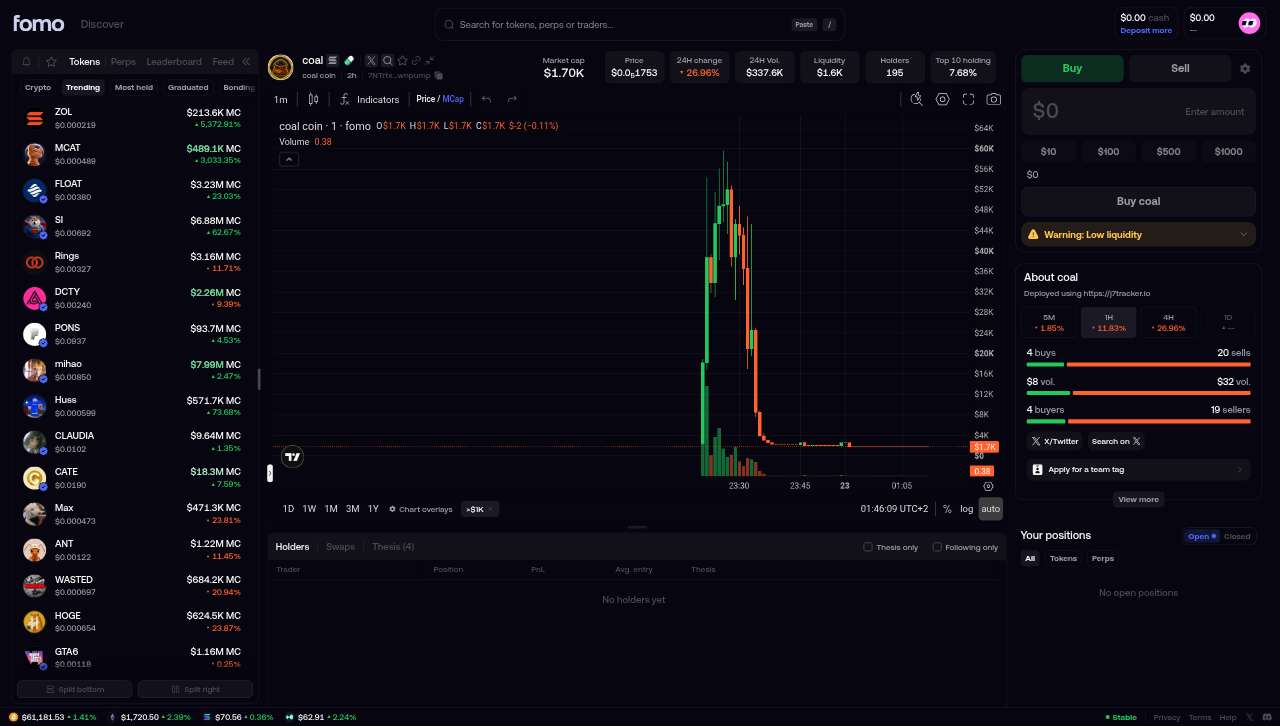 fomo Discover
Search for tokens, perps or traders... Paste /
$0.00 cash
Deposit more
$0.00
—
Tokens Perps Leaderboard Feed
Crypto Trending Most held Graduated Bonding
ZOL $213.6K MC
$0.000219 5,372.91%
MCAT $489.1K MC
$0.000489 3,033.35%
FLOAT $3.23M MC
$0.00380 23.03%
SI $6.88M MC
$0.00692 62.67%
Rings $3.16M MC
$0.00327 11.71%
DCTY $2.26M MC
$0.00240 9.39%
PONS $93.7M MC
$0.0937 4.53%
mihao $7.99M MC
$0.00850 2.47%
Huss $571.7K MC
$0.000599 73.68%
CLAUDIA $9.64M MC
$0.0102 1.35%
CATE $18.3M MC
$0.0190 7.59%
Max $471.3K MC
$0.000473 23.81%
ANT $1.22M MC
$0.00122 11.45%
WASTED $684.2K MC
$0.000697 20.94%
HOGE $624.5K MC
$0.000654 23.87%
GTA6 $1.16M MC
$0.00118 0.25%
Split bottom Split right
coal
coal coin 2h 7NTrts...wnpump
Market cap
$1.70K
Price
$0.0₅1753
24H change
26.96%
24H Vol.
$337.6K
Liquidity
$1.6K
Holders
195
Top 10 holding
7.68%
1m Indicators Price / MCap
coal coin · 1 · fomo O$1.7K H$1.7K L$1.7K C$1.7K $-2 (−0.11%)
Volume 0.38
$64K
$60K
$56K
$52K
$48K
$44K
$40K
$36K
$32K
$28K
$24K
$20K
$16K
$12K
$8K
$4K
$1.7K
$0
0.38
23:30 23:45 23 01:05
1D 1W 1M 3M 1Y Chart overlays >$1K 01:46:09 UTC+2 % log auto
Holders Swaps Thesis (4) Thesis only Following only
Trader Position PnL Avg. entry Thesis
No holders yet
Buy Sell
$0 Enter amount
$10 $100 $500 $1000
$0
Buy coal
Warning: Low liquidity
About coal
Deployed using https://j7tracker.io
5M 1H 4H 1D
1.85% 11.83% 26.96% --
4 buys 20 sells
$8 vol. $32 vol.
4 buyers 19 sellers
X/Twitter Search on X
Apply for a team tag
View more
Your positions Open Closed
All Tokens Perps
No open positions
$61,181.53 1.41% $1,720.50 2.39% $70.56 0.36% $62.91 2.24% Stable Privacy Terms Help